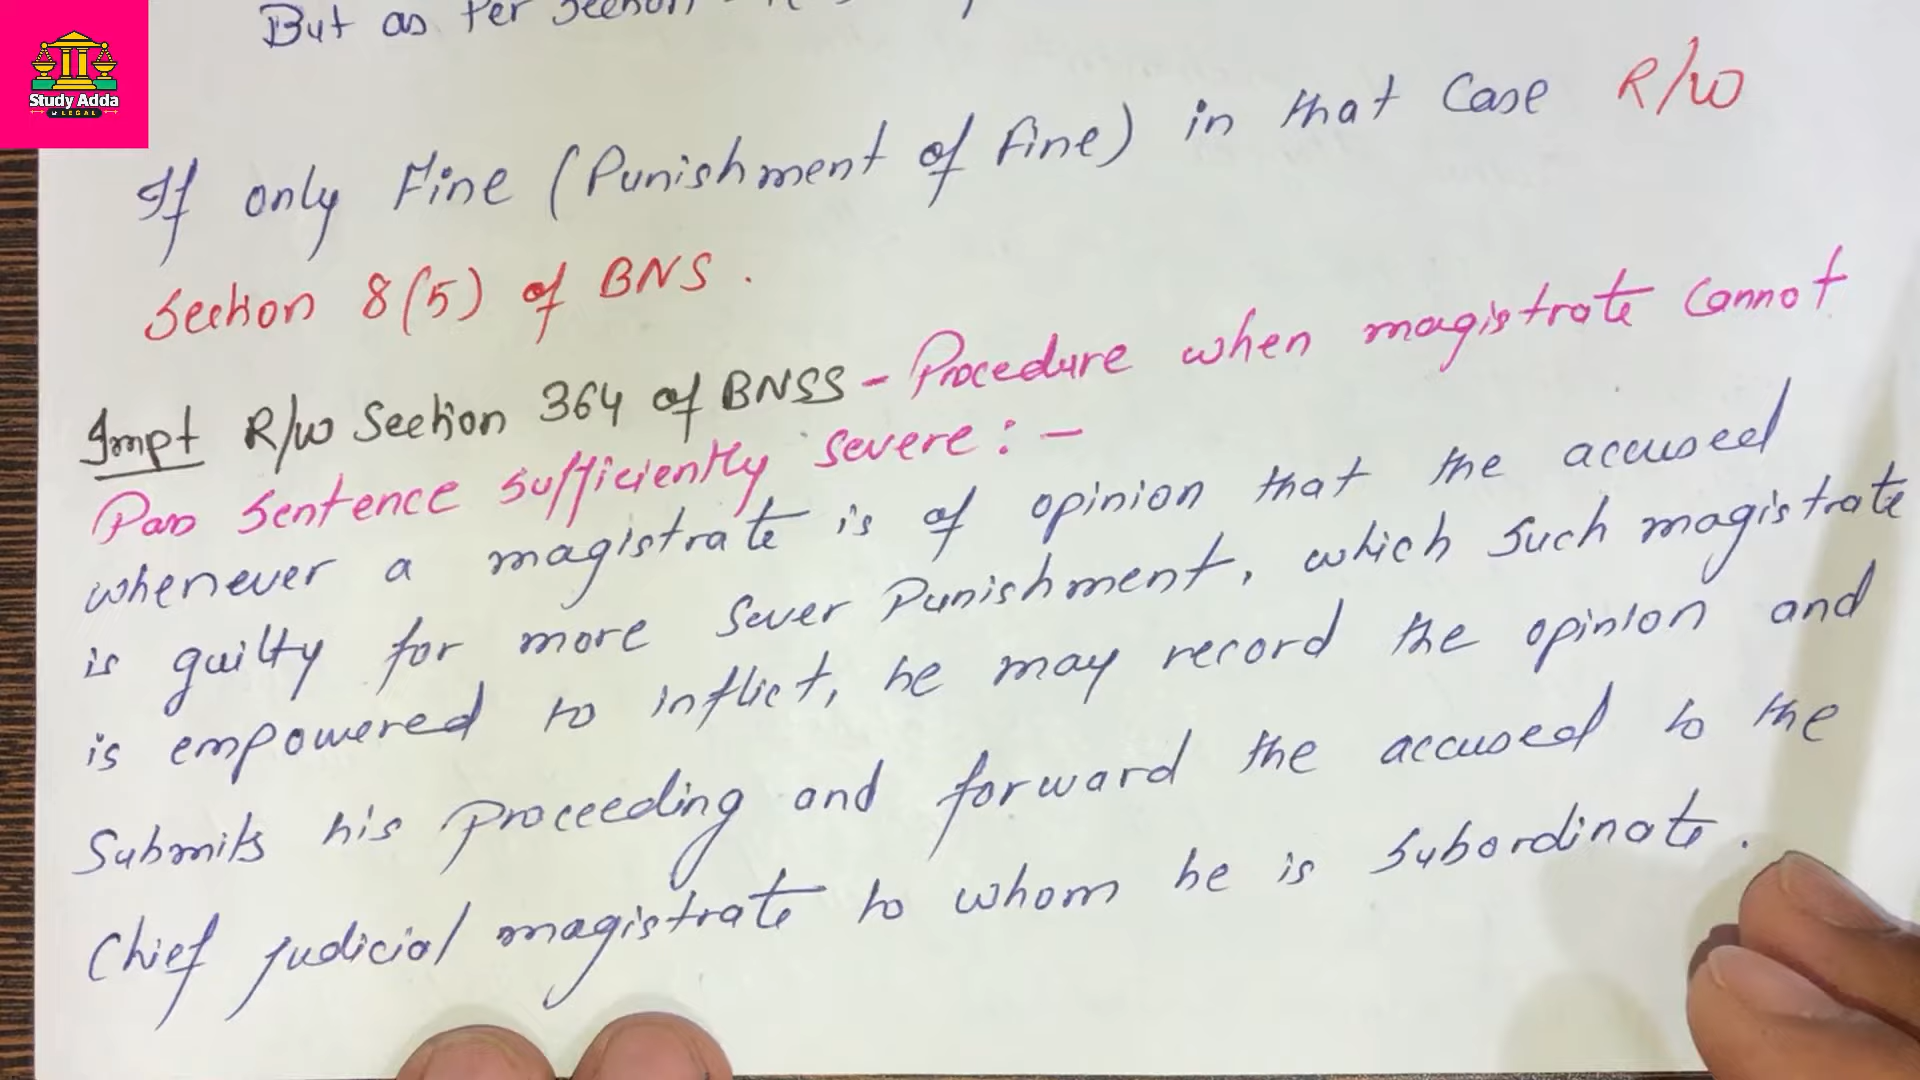 Study Adda
LEGAL
But as Per Section
If only Fine (Punishment of fine) in that Case R/w
Section 8(5) of BNS.
Impt R/w Section 364 of BNSS - Procedure when magistrate Cannot
Pass Sentence sufficiently severe : -
whenever a magistrate is of opinion that the accused
is guilty for more Sever Punishment, which such magistrate
is empowered to inflict, he may record the opinion and
Submits his proceeding and forward the accused to the
Chief judicial magistrate to whom he is subordinate.